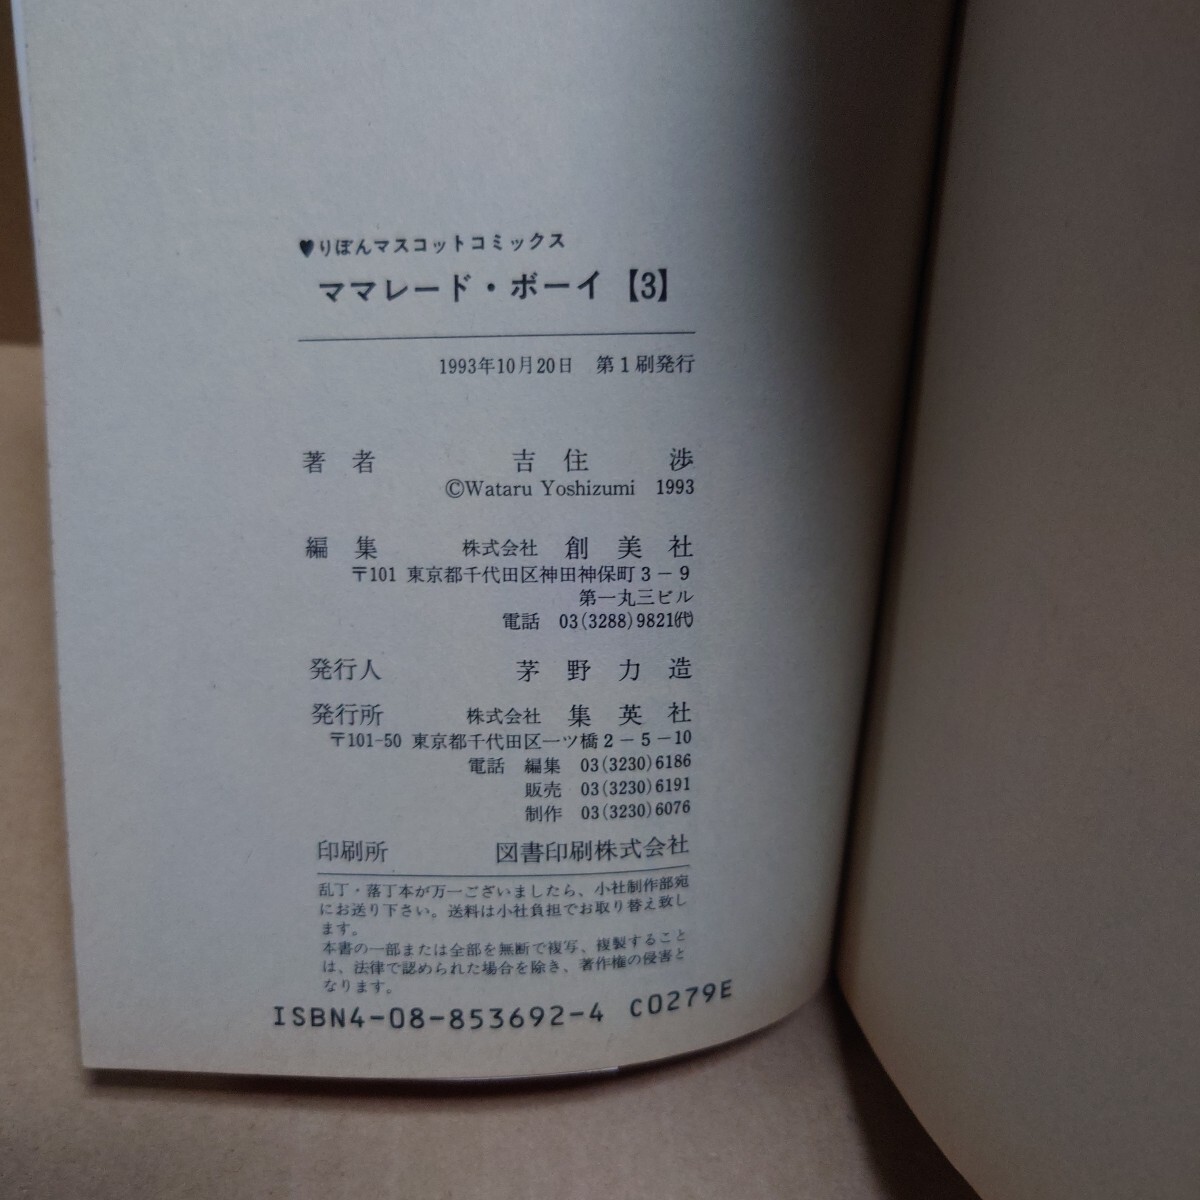 ♥りぼんマスコットコミックス
ママレード・ボーイ【3】
1993年10月20日　第1刷発行
著者　吉住　渉
©Wataru Yoshizumi 1993
編集　株式会社　創美社
〒101 東京都千代田区神田神保町3－9
第一丸三ビル
電話　03(3288)9821(代)
発行人　茅野力造
発行所　株式会社　集英社
〒101-50 東京都千代田区一ツ橋2－5－10
電話　編集　03(3230)6186
販売　03(3230)6191
制作　03(3230)6076
印刷所　図書印刷株式会社
乱丁・落丁本が万一ございましたら、小社制作部宛
にお送り下さい。送料は小社負担でお取り替え致し
ます。
本書の一部または全部を無断で複写、複製すること
は、法律で認められた場合を除き、著作権の侵害と
なります。
ISBN4-08-853692-4 C0279E